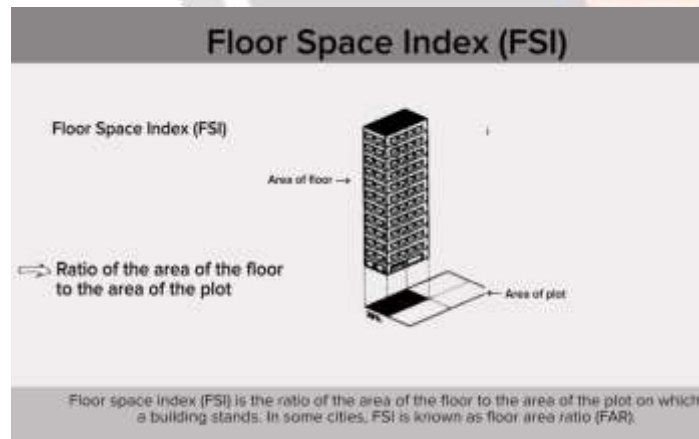 Floor Space Index (FSI)
Floor Space Index (FSI)
Area of floor →
⇨ Ratio of the area of the floor
to the area of the plot
← Area of plot
Floor space index (FSI) is the ratio of the area of the floor to the area of the plot on which
a building stands. In some cities, FSI is known as floor area ratio (FAR).